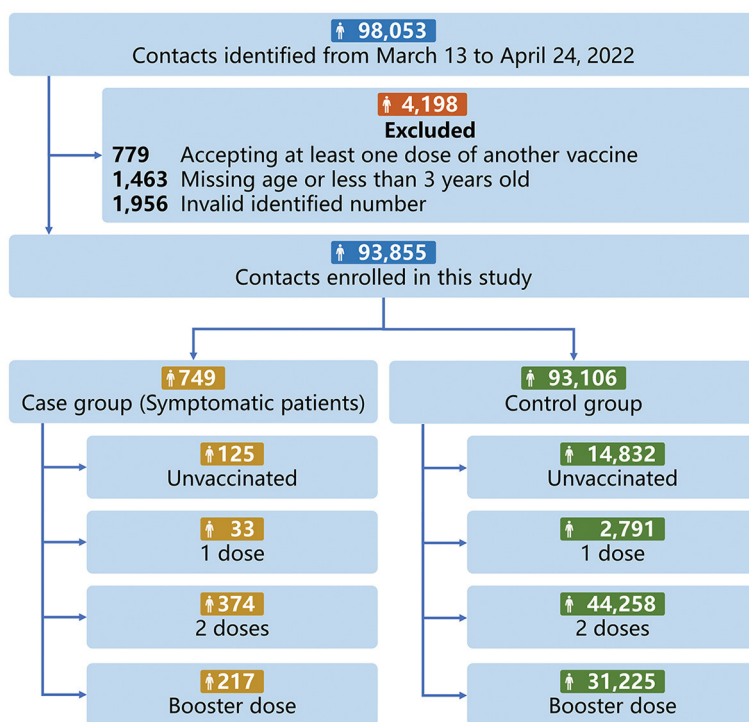 98,053
Contacts identified from March 13 to April 24, 2022
4,198
Excluded
779 Accepting at least one dose of another vaccine
1,463 Missing age or less than 3 years old
1,956 Invalid identified number
93,855
Contacts enrolled in this study
749
Case group (Symptomatic patients)
125
Unvaccinated
33
1 dose
374
2 doses
217
Booster dose
93,106
Control group
14,832
Unvaccinated
2,791
1 dose
44,258
2 doses
31,225
Booster dose